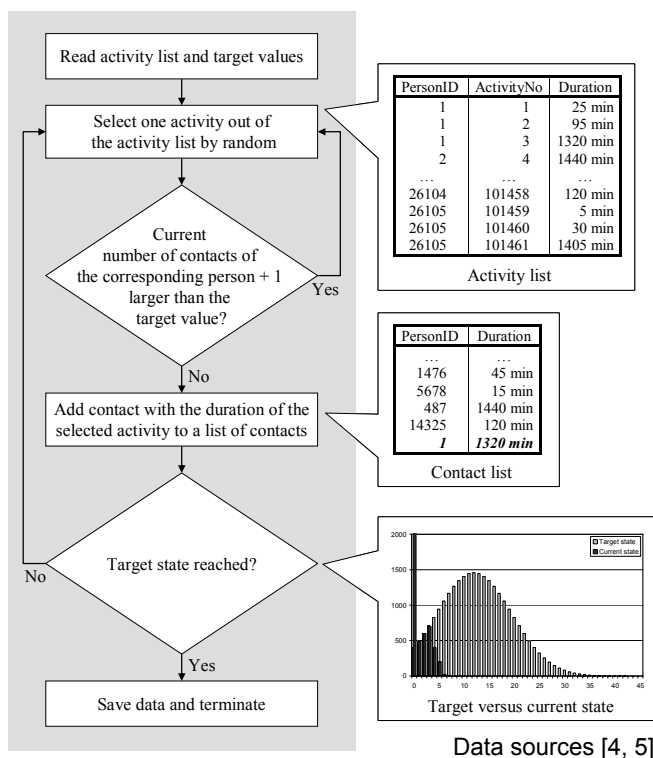 Read activity list and target values
Select one activity out of
the activity list by random
Current
number of contacts of
the corresponding person + 1
larger than the
target value?
Yes
No
Add contact with the duration of the
selected activity to a list of contacts
Target state reached?
No
Yes
Save data and terminate
PersonID ActivityNo Duration
1 1 25 min
1 2 95 min
1 3 1320 min
2 4 1440 min
… … …
26104 101458 120 min
26105 101459 5 min
26105 101460 30 min
26105 101461 1405 min
Activity list
PersonID Duration
… …
1476 45 min
5678 15 min
487 1440 min
14325 120 min
1 1320 min
Contact list
2000
1500
1000
500
0
Target state
Current state
0 5 10 15 20 25 30 35 40 45
Target versus current state
Data sources [4, 5]